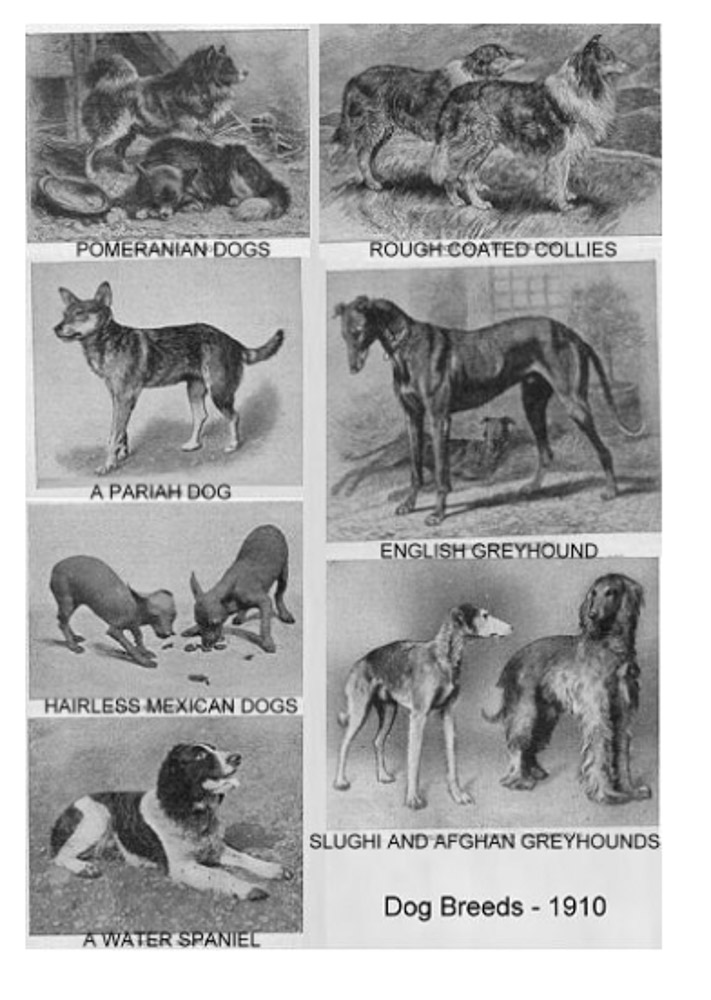 POMERANIAN DOGS
ROUGH COATED COLLIES
A PARIAH DOG
ENGLISH GREYHOUND
HAIRLESS MEXICAN DOGS
SLUGHI AND AFGHAN GREYHOUNDS
Dog Breeds - 1910
A WATER SPANIEL